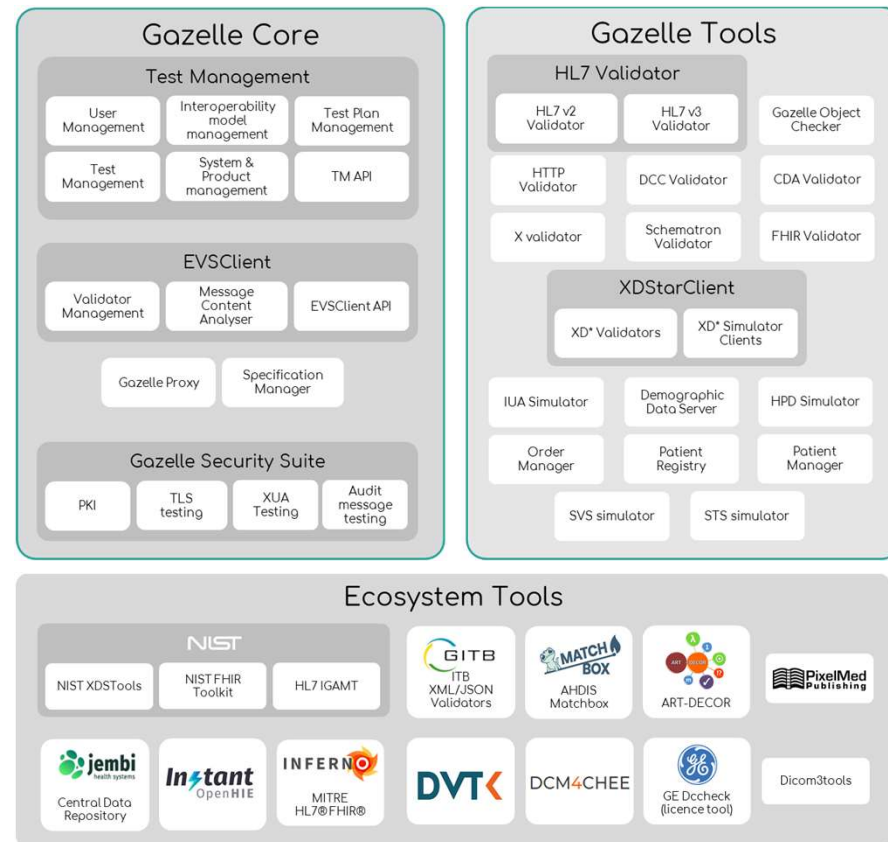 Gazelle Core
Test Management
User
Management
Interoperability
model
management
Test Plan
Management
Test
Management
System &
Product
management
TM API
EVSClient
Validator
Management
Message
Content
Analyser
EVSClient API
Gazelle Proxy
Specification
Manager
Gazelle Security Suite
PKI
TLS
testing
XUA
Testing
Audit
message
testing
Gazelle Tools
HL7 Validator
HL7 v2
Validator
HL7 v3
Validator
Gazelle Object
Checker
HTTP
Validator
DCC Validator
CDA Validator
X validator
Schematron
Validator
FHIR Validator
XDStarClient
XD* Validators
XD* Simulator
Clients
IUA Simulator
Demographic
Data Server
HPD Simulator
Order
Manager
Patient
Registry
Patient
Manager
SVS simulator
STS simulator
Ecosystem Tools
NIST
NIST XDSTools
NIST FHIR
Toolkit
HL7 IGAMT
GITB
ITB
XML/JSON
Validators
MATCH
BOX
AHDIS
Matchbox
ART DECOR
ART-DECOR
PixelMed
Publishing
jembi
health systems
Central Data
Repository
Instant
OpenHIE
INFERNO
MITRE
HL7®FHIR®
DVTK
DCM4CHEE
GE
GE Dccheck
(licence tool)
Dicom3tools